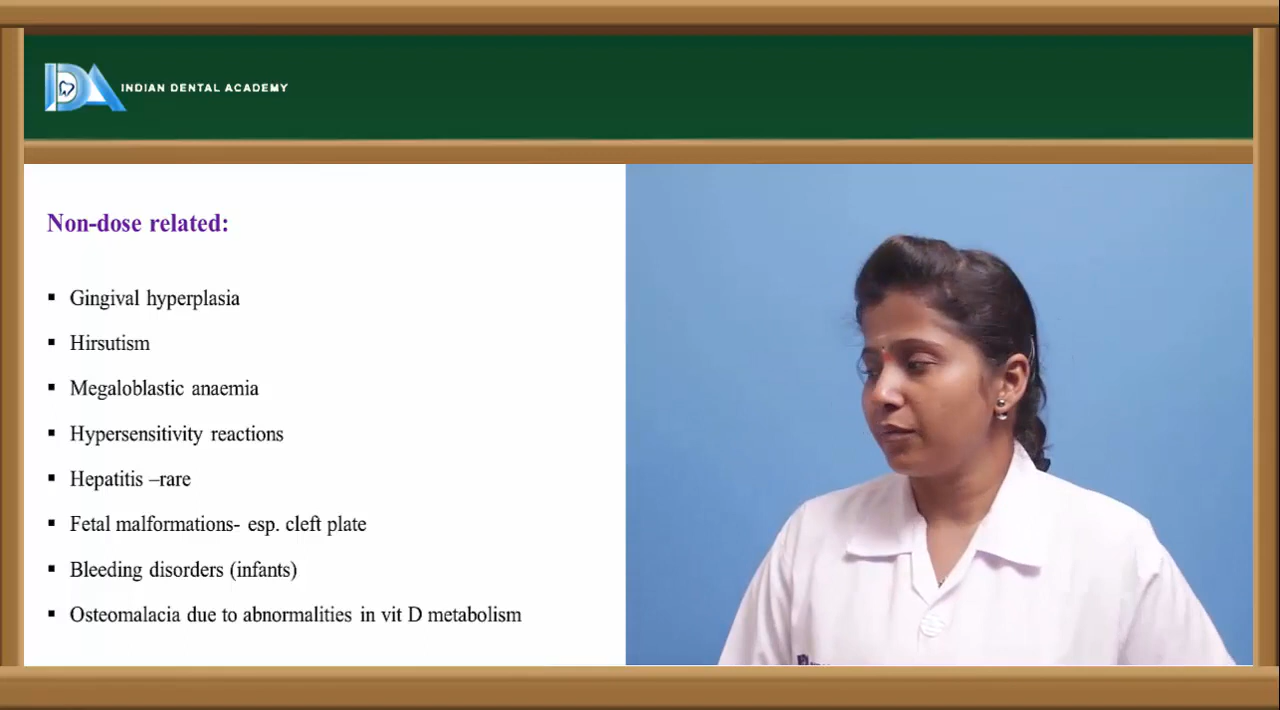 IDA INDIAN DENTAL ACADEMY
Non-dose related:
▪ Gingival hyperplasia
▪ Hirsutism
▪ Megaloblastic anaemia
▪ Hypersensitivity reactions
▪ Hepatitis –rare
▪ Fetal malformations- esp. cleft plate
▪ Bleeding disorders (infants)
▪ Osteomalacia due to abnormalities in vit D metabolism